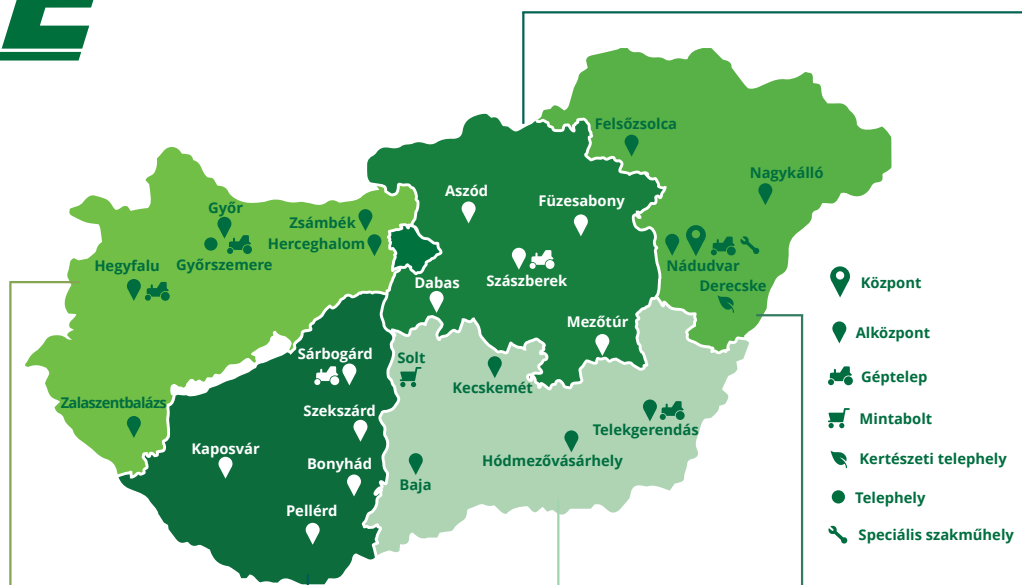 Felsőzsolca
Nagykálló
Aszód
Füzesabony
Győr
Zsámbék
Herceghalom
Győrszemere
Hegyfalu
Szászberek
Nádudvar
Derecske
Dabas
Mezőtúr
Sárbogárd
Solt
Kecskemét
Zalaszentbalázs
Szekszárd
Telekgerendás
Kaposvár
Bonyhád
Hódmezővásárhely
Baja
Pellérd
Központ
Alközpont
Géptelep
Mintabolt
Kertészeti telephely
Telephely
Speciális szakműhely